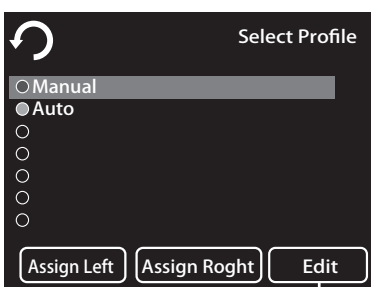 Select Profile
Manual
Auto
Assign Left
Assign Roght
Edit